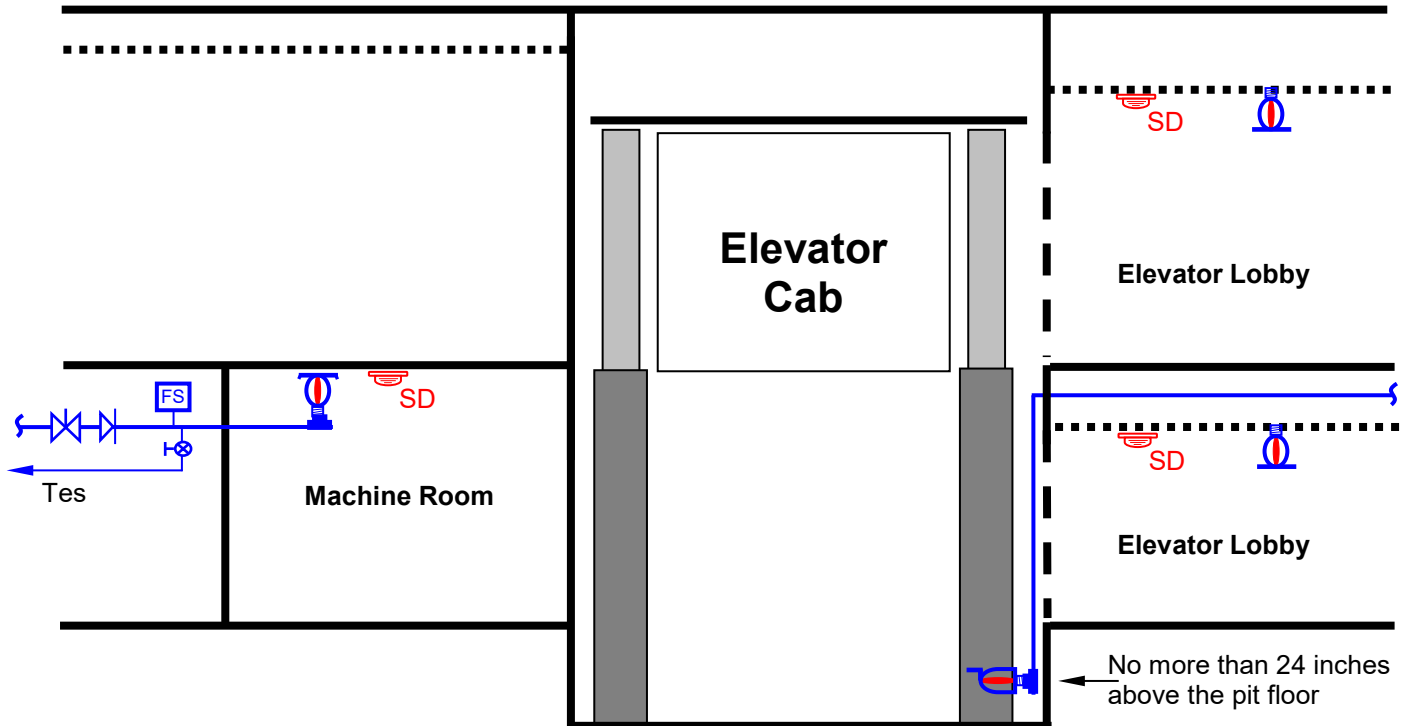 SD
Elevator
Cab
Elevator Lobby
FS
SD
SD
Tes
Machine Room
Elevator Lobby
No more than 24 inches
above the pit floor